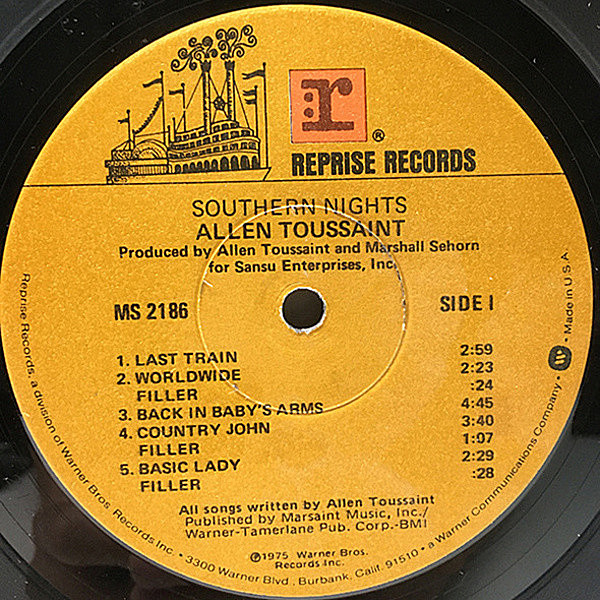 r
®
REPRISE RECORDS
SOUTHERN NIGHTS
ALLEN TOUSSAINT
Produced by Allen Toussaint and Marshall Sehorn
for Sansu Enterprises, Inc.
MS 2186
SIDE I
1. LAST TRAIN 2:59
2. WORLDWIDE 2:23
FILLER :24
3. BACK IN BABY'S ARMS 4:45
4. COUNTRY JOHN 3:40
FILLER 1:07
5. BASIC LADY 2:29
FILLER :28
All songs written by Allen Toussaint
Published by Marsaint Music, Inc./
Warner-Tamerlane Pub. Corp.-BMI
℗1975 Warner Bros.
Records Inc.
Reprise Records, a division of Warner Bros. Records Inc. • 3300 Warner Blvd., Burbank, Calif. 91510 • a Warner Communications Company • W • Made in U.S.A.